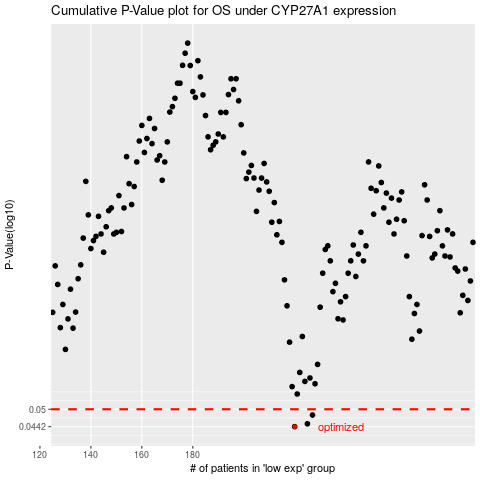 Cumulative P-Value plot for OS under CYP27A1 expression
P-Value(log10)
0.05
0.0442
optimized
120 140 160 180
# of patients in 'low exp' group